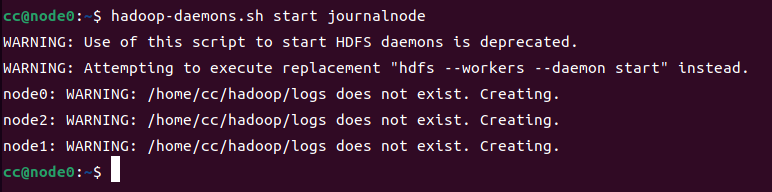 cc@node0:~$ hadoop-daemons.sh start journalnode
WARNING: Use of this script to start HDFS daemons is deprecated.
WARNING: Attempting to execute replacement "hdfs --workers --daemon start" instead.
node0: WARNING: /home/cc/hadoop/logs does not exist. Creating.
node2: WARNING: /home/cc/hadoop/logs does not exist. Creating.
node1: WARNING: /home/cc/hadoop/logs does not exist. Creating.
cc@node0:~$